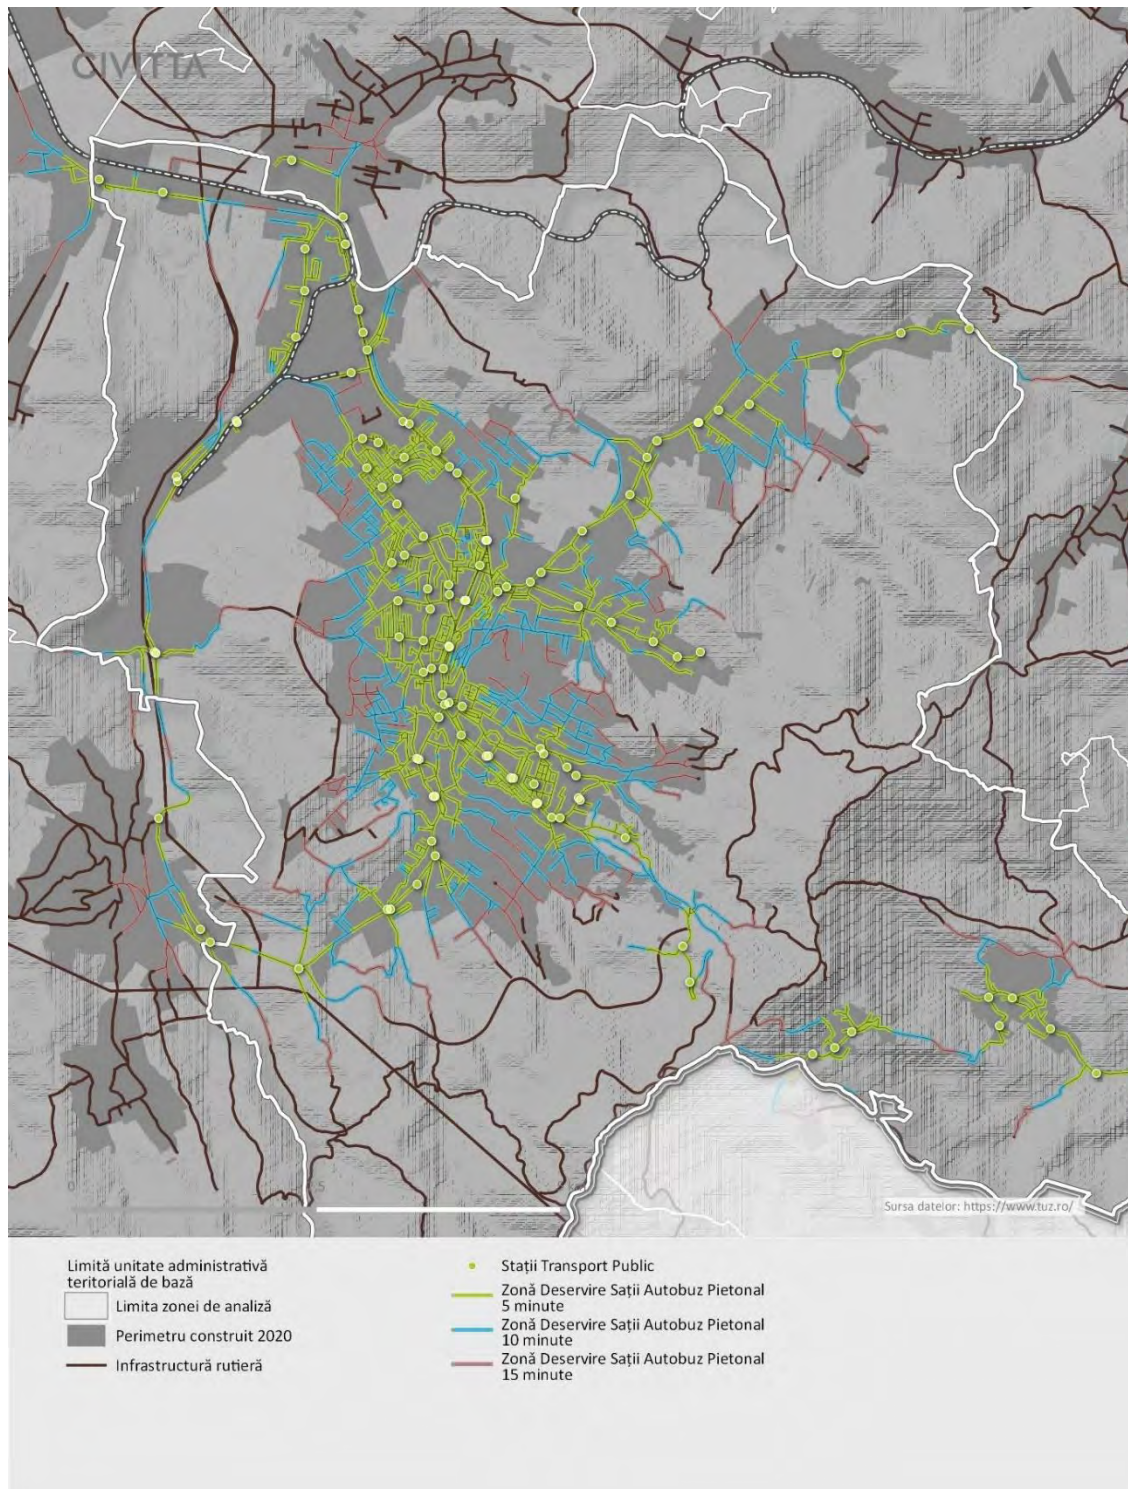 CIVITTA
0
5
Sursa datelor: https://www.tuz.ro/
Limită unitate administrativă
teritorială de bază
Limita zonei de analiză
Perimetru construit 2020
Infrastructură rutieră
Stații Transport Public
Zonă Deservire Sații Autobuz Pietonal
5 minute
Zonă Deservire Sații Autobuz Pietonal
10 minute
Zonă Deservire Sații Autobuz Pietonal
15 minute